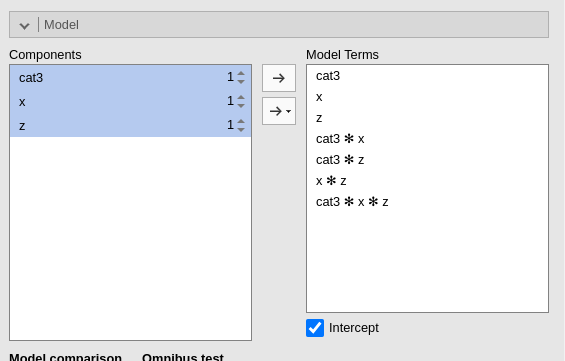 Model
Components
cat3 1
x 1
z 1
Model Terms
cat3
x
z
cat3 ✻ x
cat3 ✻ z
x ✻ z
cat3 ✻ x ✻ z
Intercept
Model comparison Omnibus test